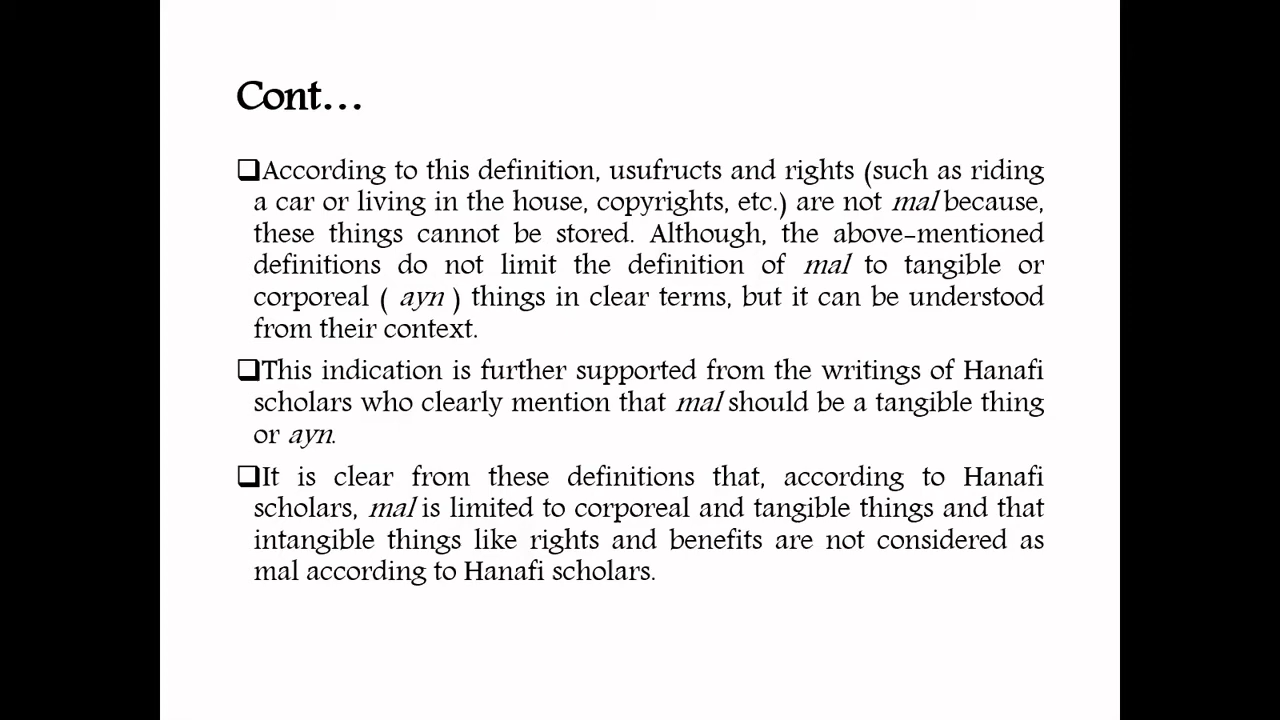 Cont...
❑According to this definition, usufructs and rights (such as riding
a car or living in the house, copyrights, etc.) are not mal because,
these things cannot be stored. Although, the above-mentioned
definitions do not limit the definition of mal to tangible or
corporeal ( ayn ) things in clear terms, but it can be understood
from their context.
❑This indication is further supported from the writings of Hanafi
scholars who clearly mention that mal should be a tangible thing
or ayn.
❑It is clear from these definitions that, according to Hanafi
scholars, mal is limited to corporeal and tangible things and that
intangible things like rights and benefits are not considered as
mal according to Hanafi scholars.